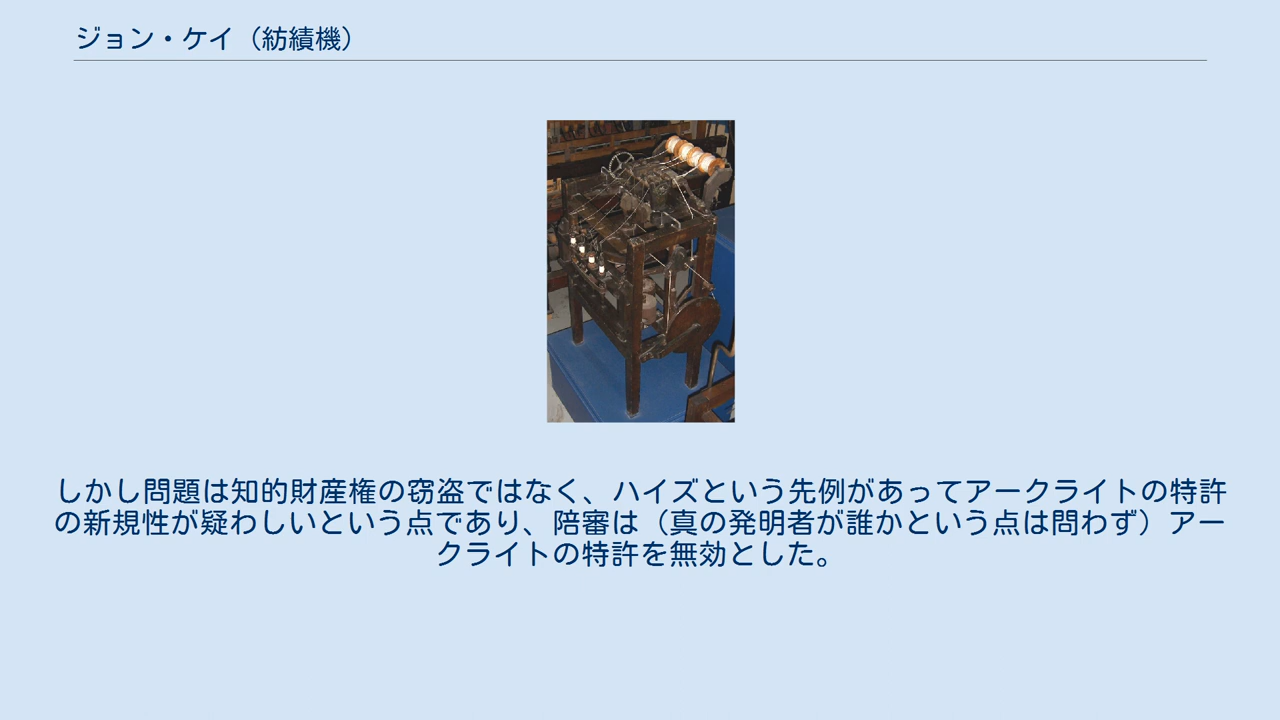 ジョン・ケイ（紡績機）
しかし問題は知的財産権の窃盗ではなく、ハイズという先例があってアークライトの特許
の新規性が疑わしいという点であり、陪審は（真の発明者が誰かという点は問わず）アー
クライトの特許を無効とした。